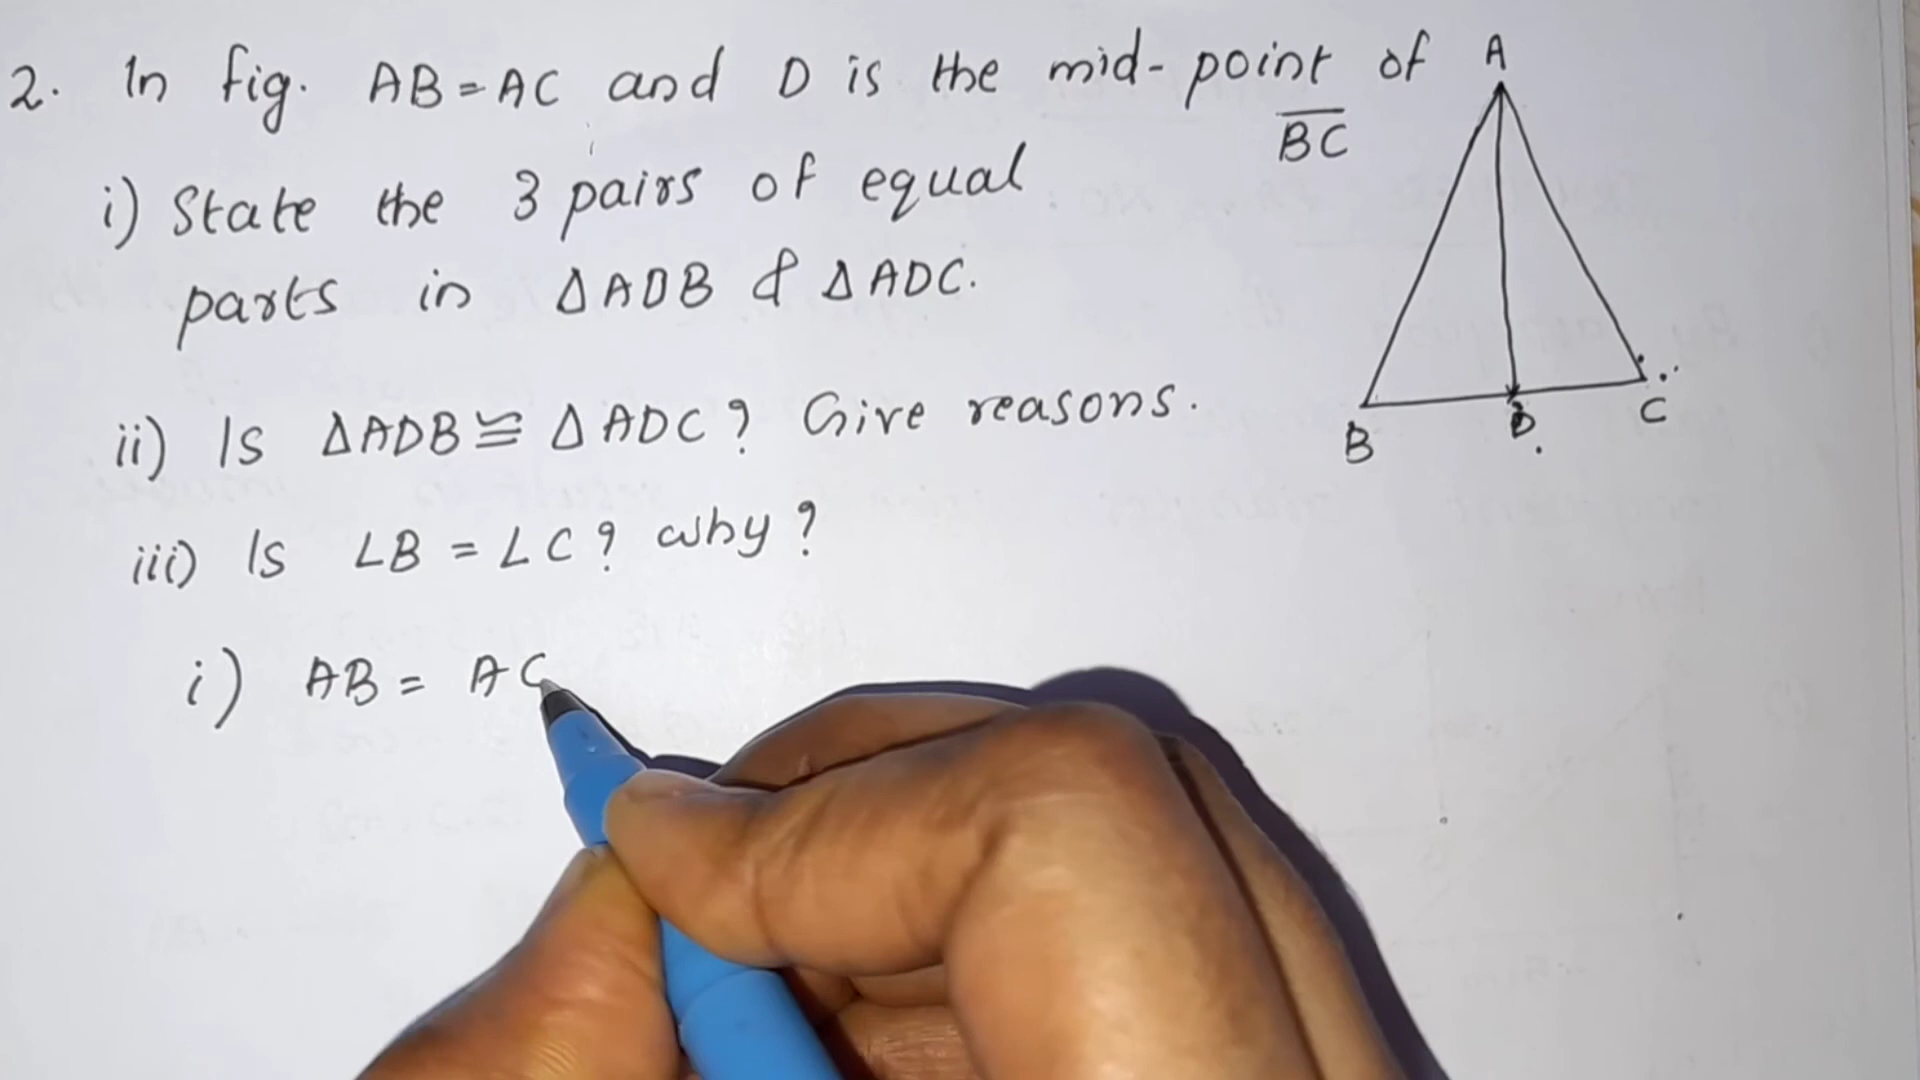 2. In fig. AB = AC and D is the mid-point of
BC
i) State the 3 pairs of equal
parts in ΔADB & ΔADC.
ii) Is ΔADB ≅ ΔADC? Give reasons.
iii) Is ∠B = ∠C? why?
i) AB = AC
A
B
D
C